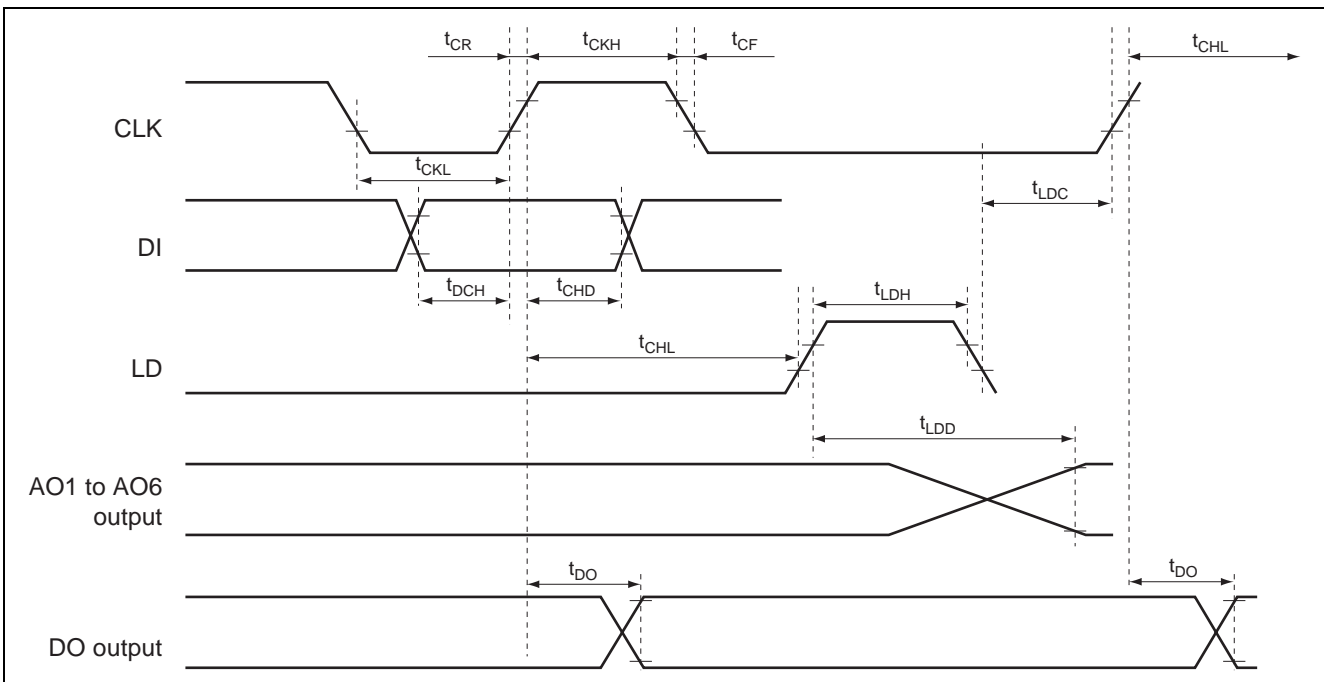 tCR
tCKH
tCF
tCHL
CLK
tCKL
tLDC
DI
tDCH
tCHD
tLDH
tCHL
LD
tLDD
AO1 to AO6
output
tDO
tDO
DO output